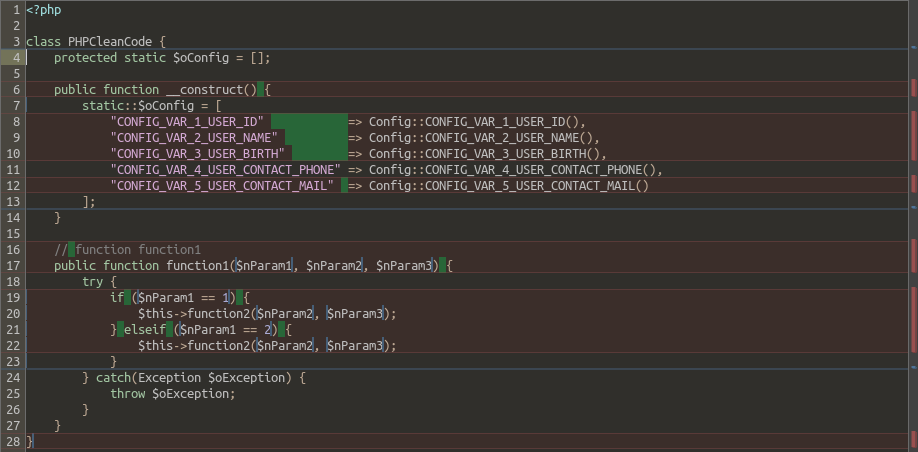 1 <?php
2
3 class PHPCleanCode {
4     protected static $oConfig = [];
5
6     public function __construct() {
7         static::$oConfig = [
8             "CONFIG_VAR_1_USER_ID"            => Config::CONFIG_VAR_1_USER_ID(),
9             "CONFIG_VAR_2_USER_NAME"          => Config::CONFIG_VAR_2_USER_NAME(),
10             "CONFIG_VAR_3_USER_BIRTH"         => Config::CONFIG_VAR_3_USER_BIRTH(),
11             "CONFIG_VAR_4_USER_CONTACT_PHONE" => Config::CONFIG_VAR_4_USER_CONTACT_PHONE(),
12             "CONFIG_VAR_5_USER_CONTACT_MAIL"  => Config::CONFIG_VAR_5_USER_CONTACT_MAIL()
13         ];
14     }
15
16     // function function1
17     public function function1($nParam1, $nParam2, $nParam3) {
18         try {
19             if ($nParam1 == 1) {
20                 $this->function2($nParam2, $nParam3);
21             } elseif ($nParam1 == 2) {
22                 $this->function2($nParam2, $nParam3);
23             }
24         } catch(Exception $oException) {
25             throw $oException;
26         }
27     }
28 }